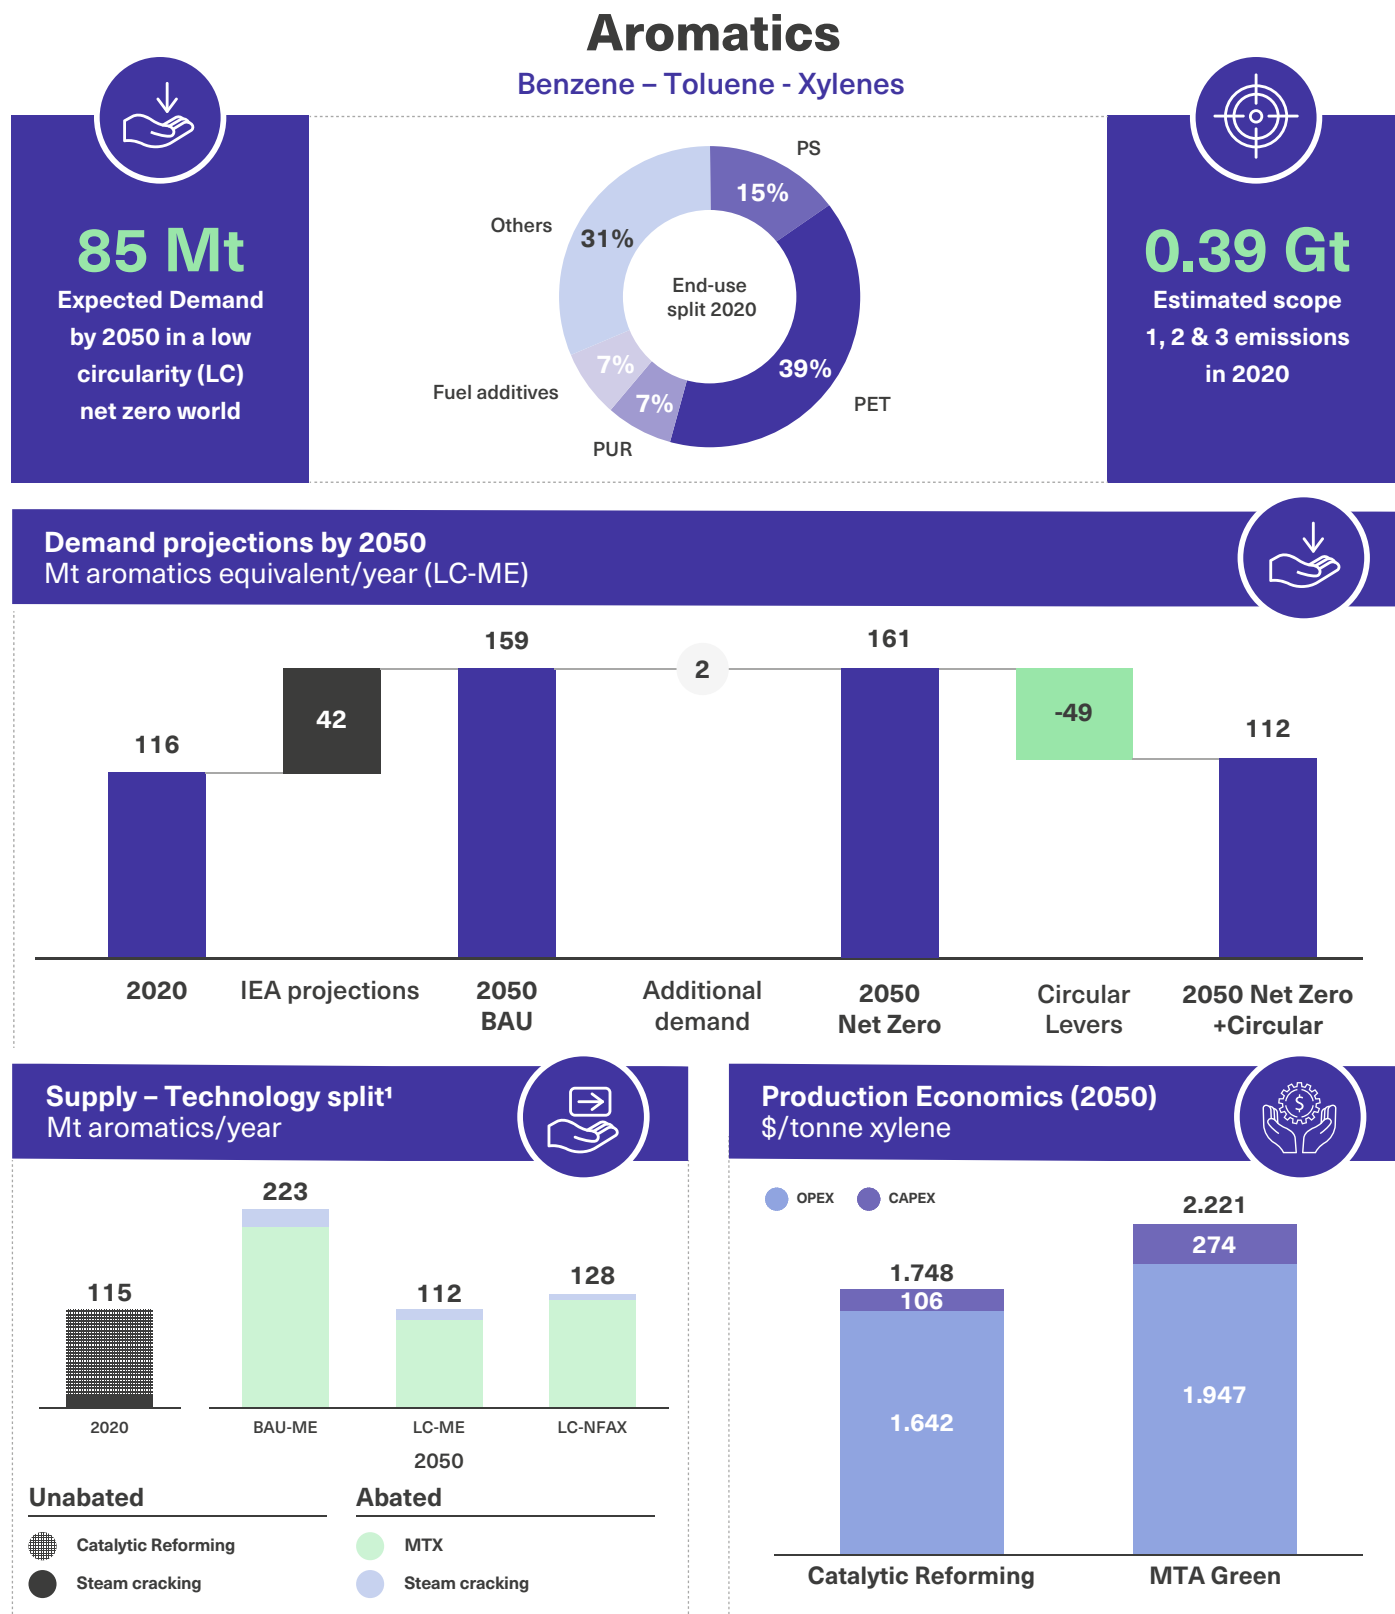 Aromatics
Benzene – Toluene - Xylenes
85 Mt
Expected Demand
by 2050 in a low
circularity (LC)
net zero world
PS
15%
Others
31%
End-use
split 2020
39%
PET
7%
Fuel additives
7%
PUR
0.39 Gt
Estimated scope
1, 2 & 3 emissions
in 2020
Demand projections by 2050
Mt aromatics equivalent/year (LC-ME)
116
42
159
2
161
-49
112
2020
IEA projections
2050
BAU
Additional
demand
2050
Net Zero
Circular
Levers
2050 Net Zero
+Circular
Supply – Technology split¹
Mt aromatics/year
115
223
112
128
2020
BAU-ME
LC-ME
LC-NFAX
2050
Unabated
Catalytic Reforming
Steam cracking
Abated
MTX
Steam cracking
Production Economics (2050)
$/tonne xylene
$
OPEX
CAPEX
1.748
106
1.642
2.221
274
1.947
Catalytic Reforming
MTA Green